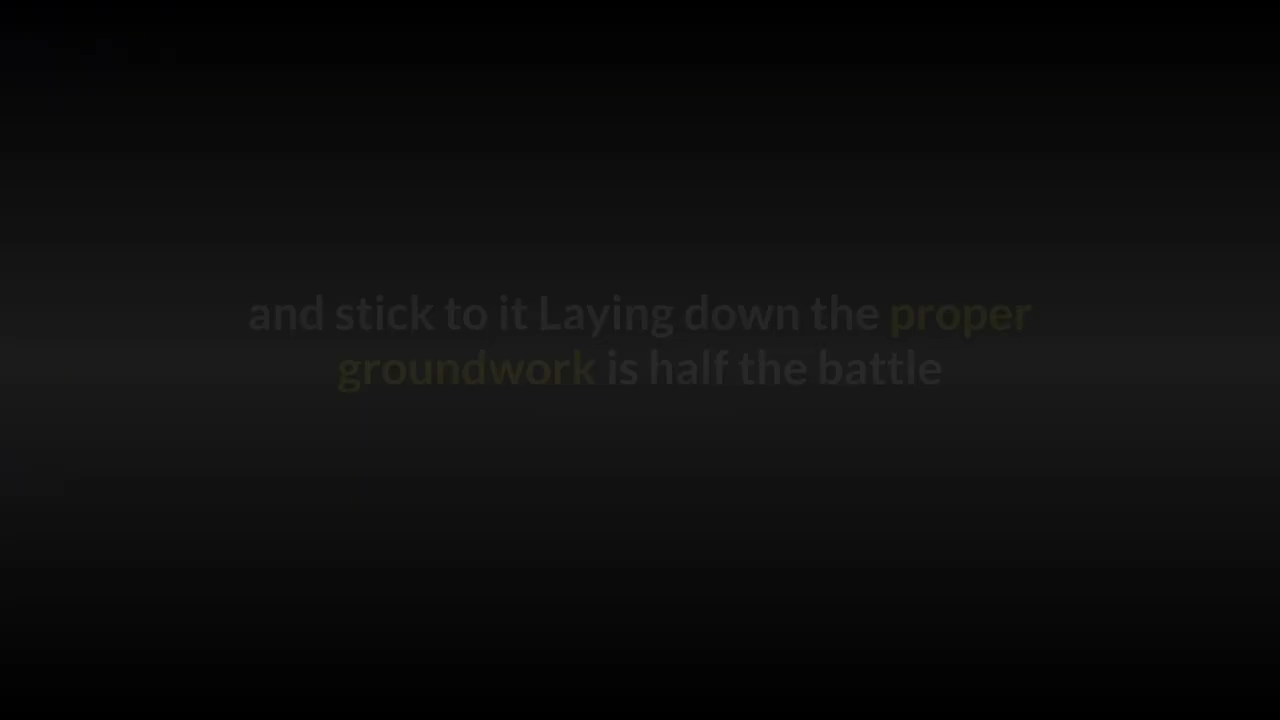 and stick to it Laying down the proper
groundwork is half the battle